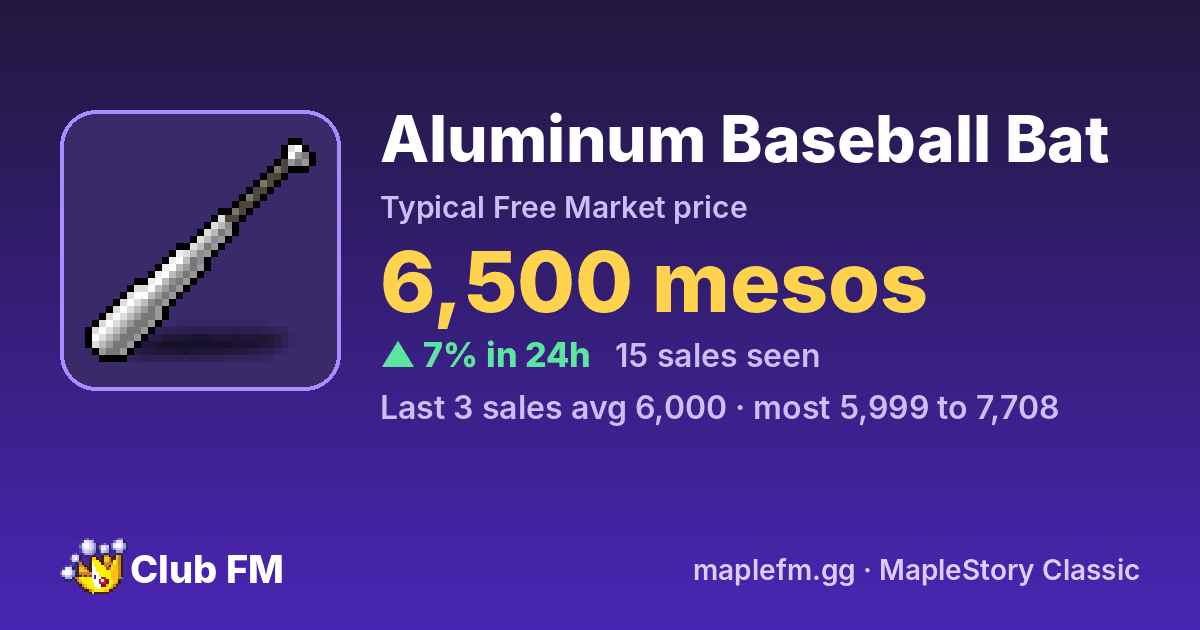 Aluminum Baseball Bat
Typical Free Market price
6,500 mesos
▲ 7% in 24h 15 sales seen
Last 3 sales avg 6,000 · most 5,999 to 7,708
Club FM
maplefm.gg · MapleStory Classic